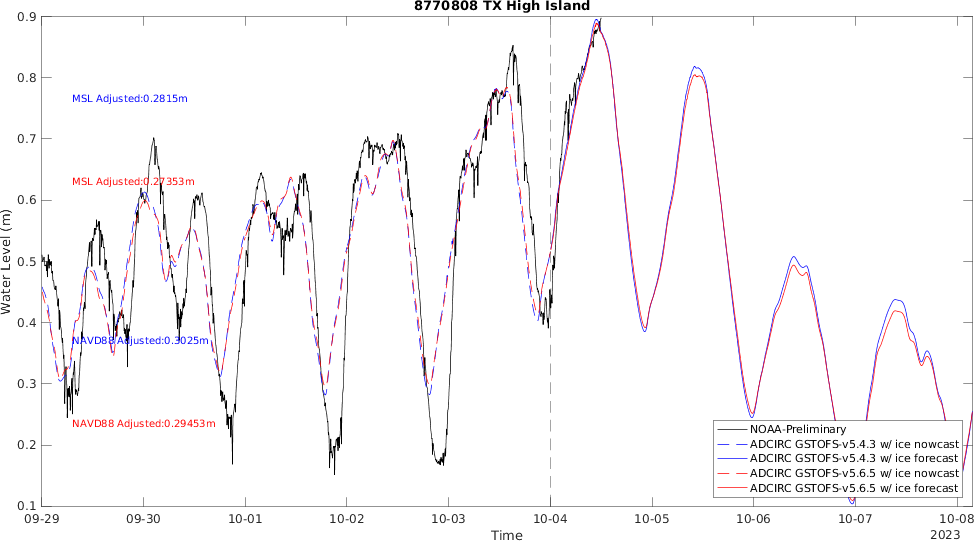 8770808 TX High Island
0.9
0.8
0.7
0.6
0.5
0.4
0.3
0.2
0.1
Water Level (m)
MSL Adjusted:0.2815m
MSL Adjusted:0.27353m
NAVD88 Adjusted:0.3025m
NAVD88 Adjusted:0.29453m
NOAA-Preliminary
ADCIRC GSTOFS-v5.4.3 w/ ice nowcast
ADCIRC GSTOFS-v5.4.3 w/ ice forecast
ADCIRC GSTOFS-v5.6.5 w/ ice nowcast
ADCIRC GSTOFS-v5.6.5 w/ ice forecast
09-29 09-30 10-01 10-02 10-03 10-04 10-05 10-06 10-07 10-08
2023
Time